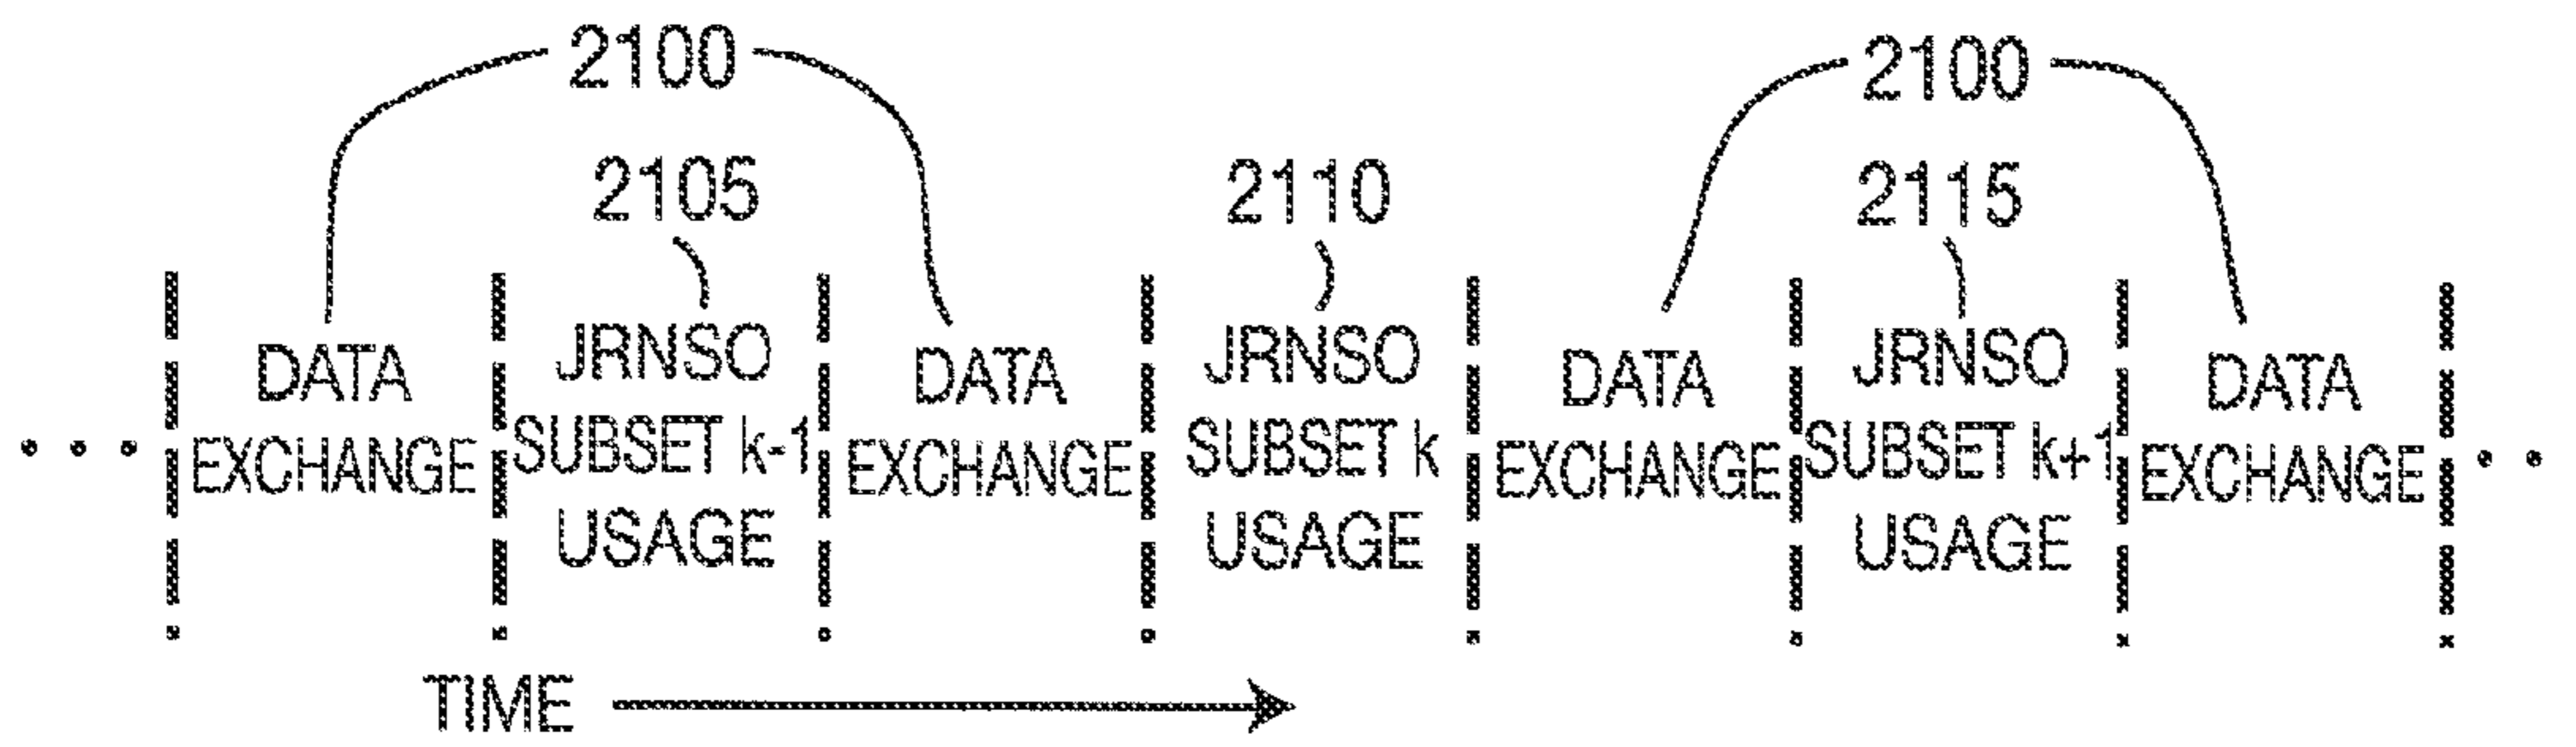 2100
2100
2105
2110
2115
DATA EXCHANGE
JRNSO SUBSET k-1 USAGE
DATA EXCHANGE
JRNSO SUBSET k USAGE
DATA EXCHANGE
JRNSO SUBSET k+1 USAGE
DATA EXCHANGE
TIME